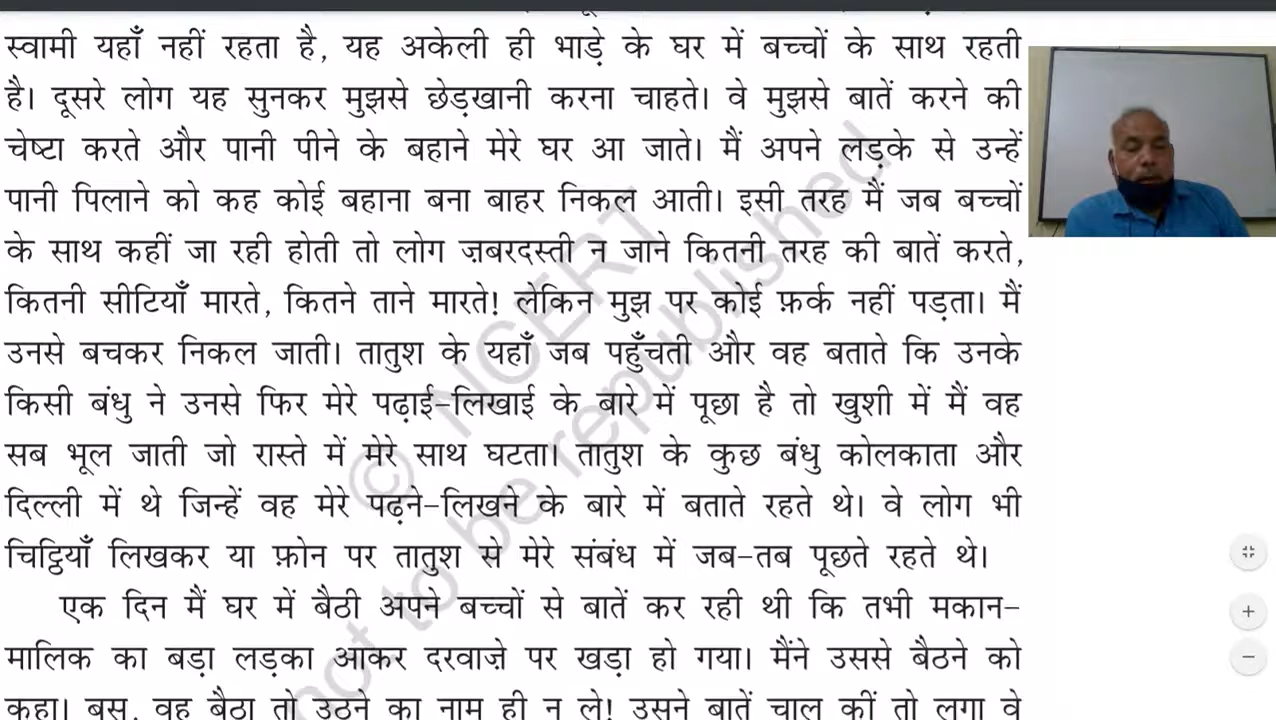 स्वामी यहाँ नहीं रहता है, यह अकेली ही भाड़े के घर में बच्चों के साथ रहती
है। दूसरे लोग यह सुनकर मुझसे छेड़खानी करना चाहते। वे मुझसे बातें करने की
चेष्टा करते और पानी पीने के बहाने मेरे घर आ जाते। मैं अपने लड़के से उन्हें
पानी पिलाने को कह कोई बहाना बना बाहर निकल आती। इसी तरह मैं जब बच्चों
के साथ कहीं जा रही होती तो लोग ज़बरदस्ती न जाने कितनी तरह की बातें करते,
कितनी सीटियाँ मारते, कितने ताने मारते! लेकिन मुझ पर कोई फ़र्क नहीं पड़ता। मैं
उनसे बचकर निकल जाती। तातुश के यहाँ जब पहुँचती और वह बताते कि उनके
किसी बंधु ने उनसे फिर मेरे पढ़ाई-लिखाई के बारे में पूछा है तो खुशी में मैं वह
सब भूल जाती जो रास्ते में मेरे साथ घटता। तातुश के कुछ बंधु कोलकाता और
दिल्ली में थे जिन्हें वह मेरे पढ़ने-लिखने के बारे में बताते रहते थे। वे लोग भी
चिट्ठियाँ लिखकर या फ़ोन पर तातुश से मेरे संबंध में जब-तब पूछते रहते थे।
एक दिन मैं घर में बैठी अपने बच्चों से बातें कर रही थी कि तभी मकान-
मालिक का बड़ा लड़का आकर दरवाज़े पर खड़ा हो गया। मैंने उससे बैठने को
कहा। बस, वह बैठा तो उठने का नाम ही न ले! उसने बातें चालू कीं तो लगा वे
© NCERT
not to be republished